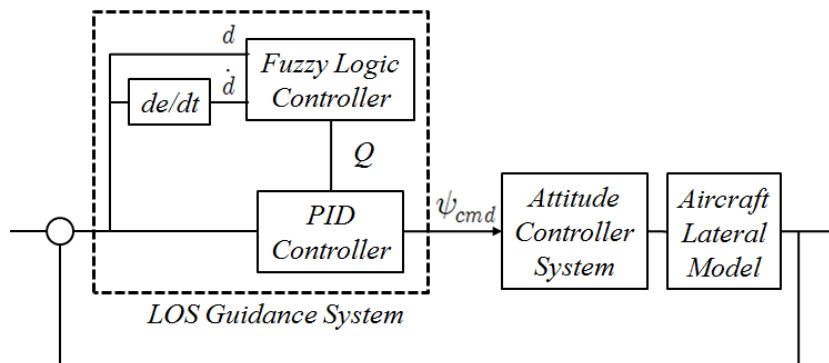 d
Fuzzy Logic
Controller
de/dt
ḋ
Q
PID
Controller
ψcmd
Attitude
Controller
System
Aircraft
Lateral
Model
LOS Guidance System